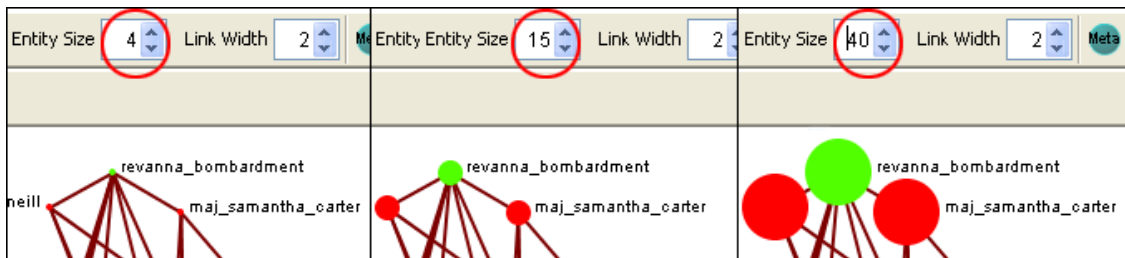 Entity Size 4 Link Width 2 Me
Entity Entity Size 15 Link Width 2
Entity Size 40 Link Width 2 Meta
revanna_bombardment
neill
maj_samantha_carter
revanna_bombardment
maj_samantha_carter
revanna_bombardment
maj_samantha_carter